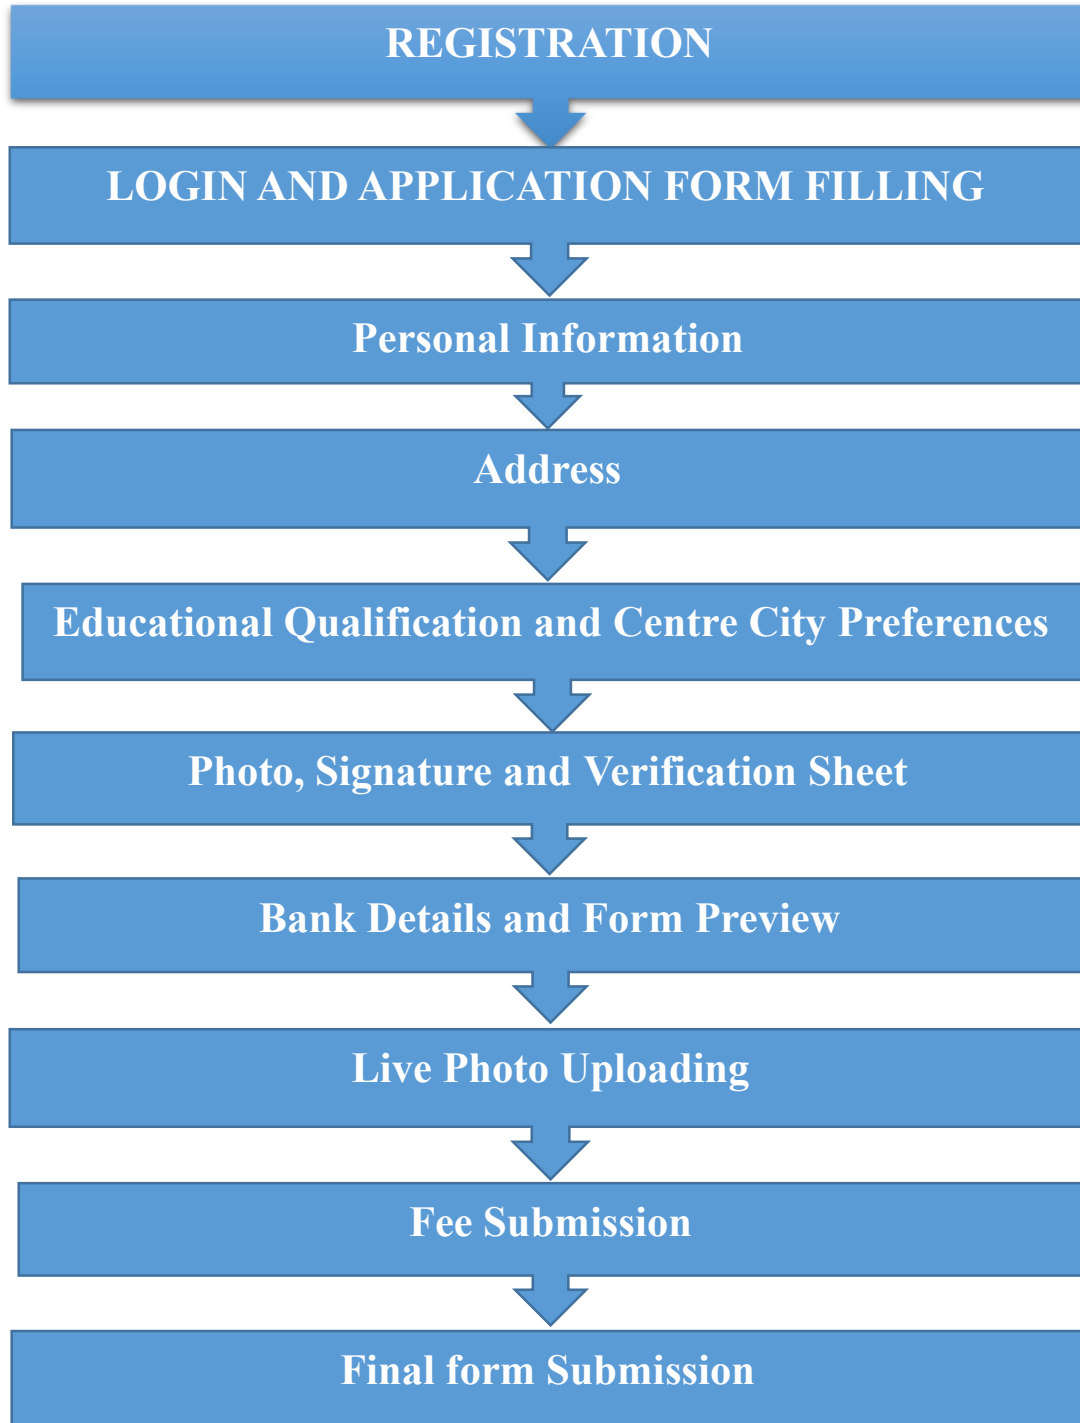 REGISTRATION
LOGIN AND APPLICATION FORM FILLING
Personal Information
Address
Educational Qualification and Centre City Preferences
Photo, Signature and Verification Sheet
Bank Details and Form Preview
Live Photo Uploading
Fee Submission
Final form Submission